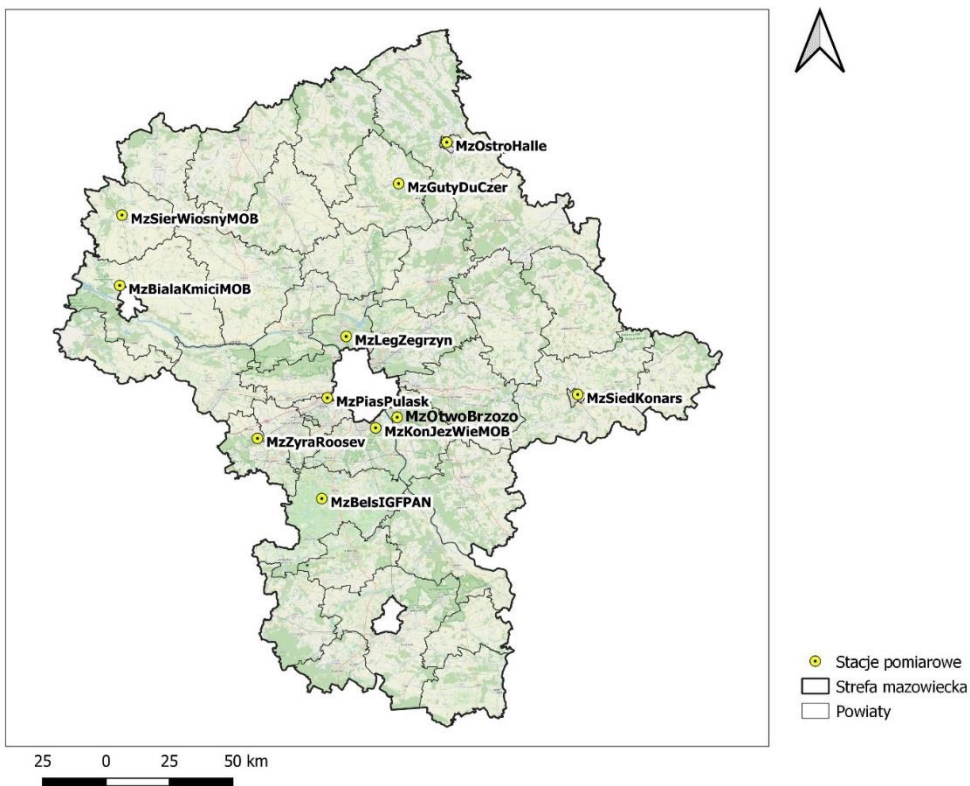 MzOstroHalle
MzGutyDuCzer
MzSierWiosnyMOB
MzBialaKmiciMOB
MzLegZegrzyn
MzPiasPulask
MzSiedKonars
MzOtwoBrzozo
MzKonJezWieMOB
MzZyraRoosev
MzBelsIGFPAN
Stacje pomiarowe
Strefa mazowiecka
Powiaty
25 0 25 50 km